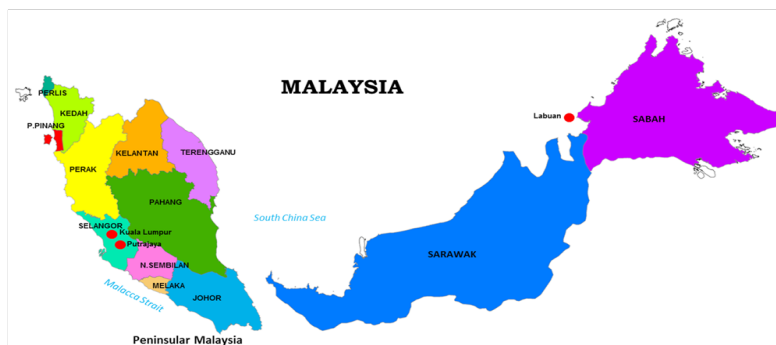 MALAYSIA
PERLIS
KEDAH
P.PINANG
PERAK
KELANTAN
TERENGGANU
PAHANG
SELANGOR
Kuala Lumpur
Putrajaya
N.SEMBILAN
MELAKA
JOHOR
Malacca Strait
Peninsular Malaysia
South China Sea
Labuan
SABAH
SARAWAK